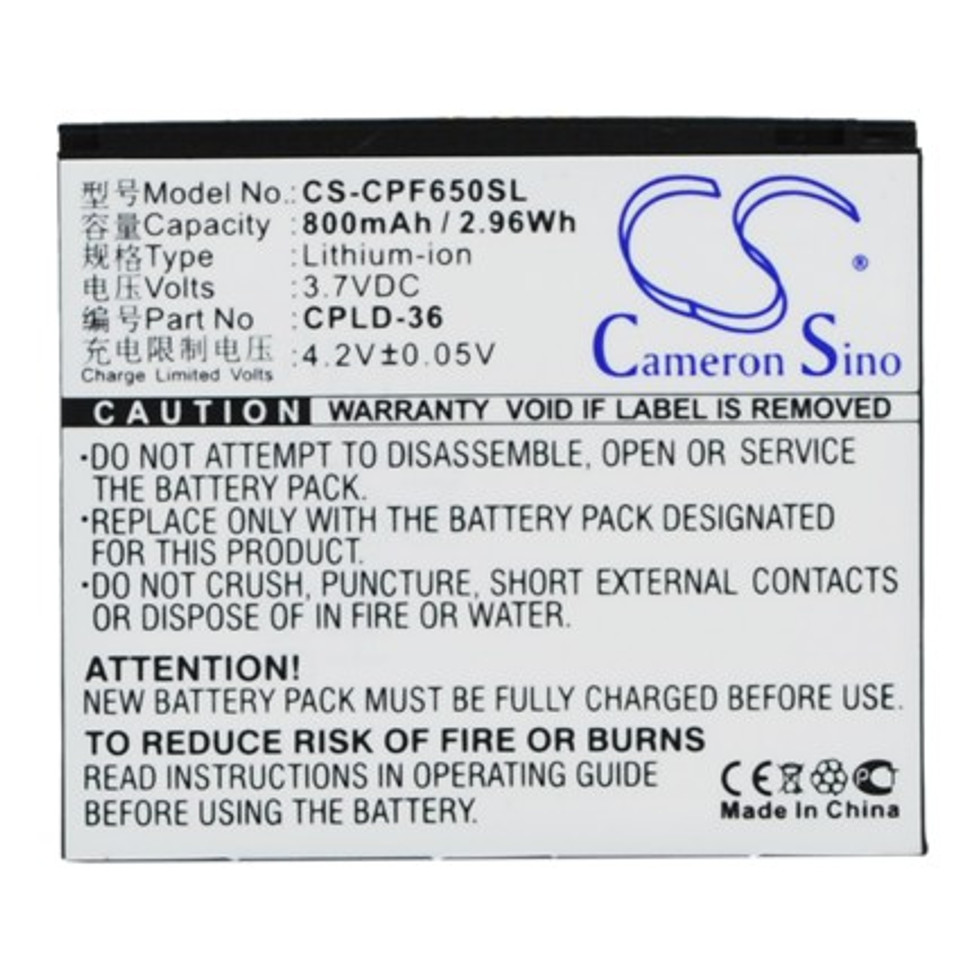 型号Model No.: CS-CPF650SL
容量Capacity : 800mAh / 2.96Wh
规格Type : Lithium-ion
电压Volts : 3.7VDC
编号Part No : CPLD-36
充电限制电压 : 4.2V±0.05V
Charge Limited Volts
CS ®
Cameron Sino
CAUTION WARRANTY VOID IF LABEL IS REMOVED
·DO NOT ATTEMPT TO DISASSEMBLE, OPEN OR SERVICE
THE BATTERY PACK.
·REPLACE ONLY WITH THE BATTERY PACK DESIGNATED
FOR THIS PRODUCT.
·DO NOT CRUSH, PUNCTURE, SHORT EXTERNAL CONTACTS
OR DISPOSE OF IN FIRE OR WATER.
ATTENTION!
NEW BATTERY PACK MUST BE FULLY CHARGED BEFORE USE.
TO REDUCE RISK OF FIRE OR BURNS
READ INSTRUCTIONS IN OPERATING GUIDE
BEFORE USING THE BATTERY.
CE PC
Made In China